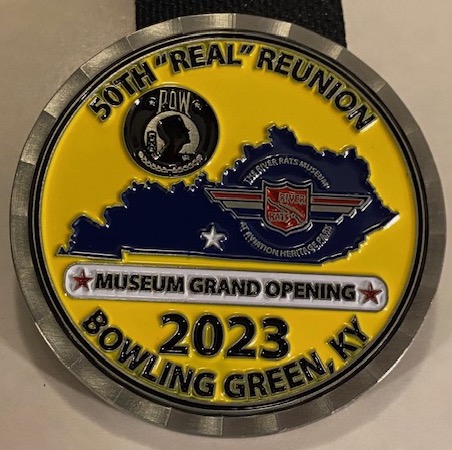 50TH "REAL" REUNION
POW
THE RIVER RATS MUSEUM
RIVER
RATS
AT AVIATION HERITAGE PARK
MUSEUM GRAND OPENING
2023
BOWLING GREEN, KY